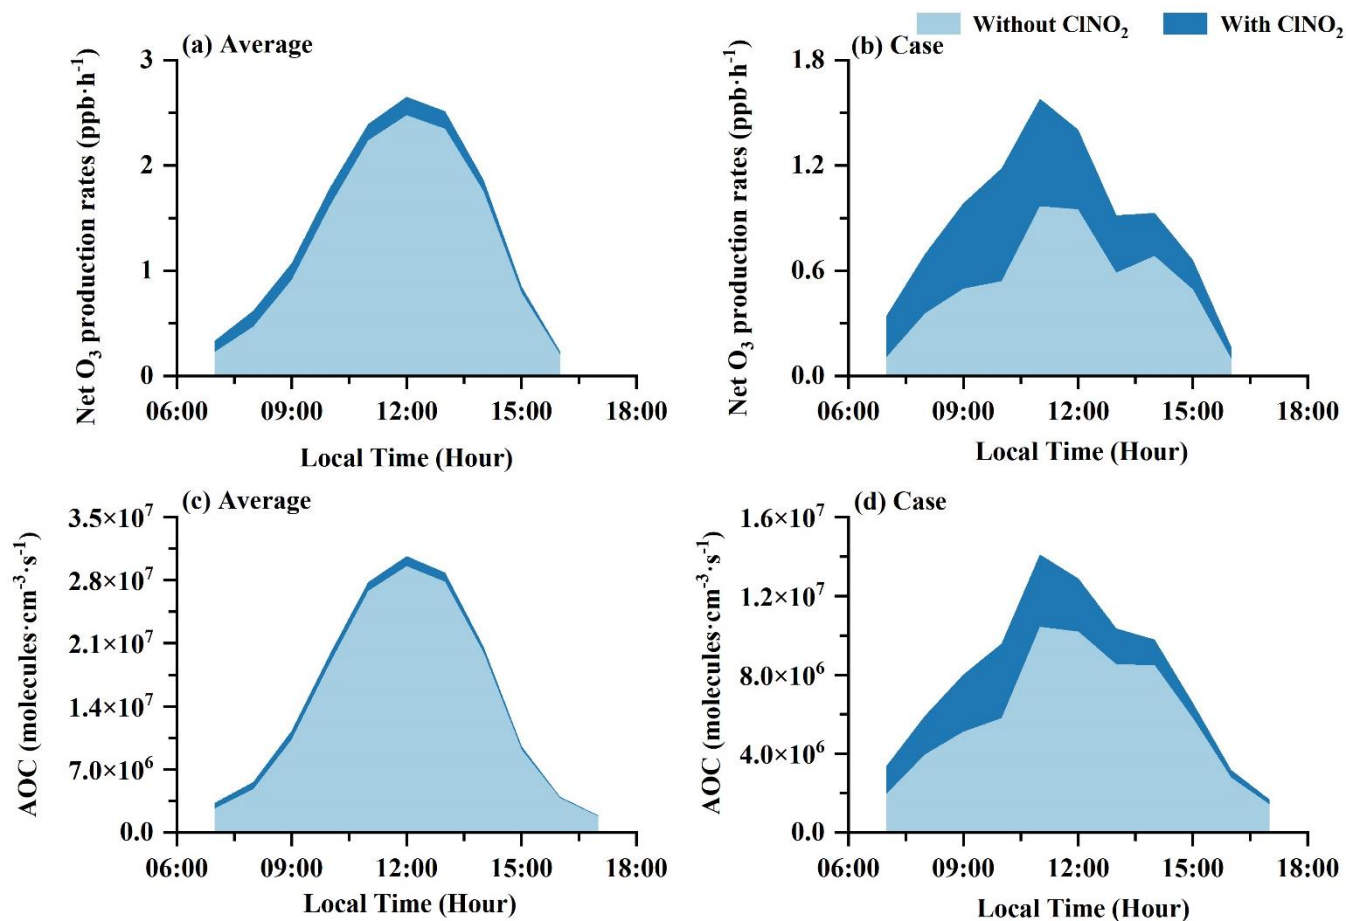 Without ClNO₂ With ClNO₂
(a) Average
Net O₃ production rates (ppb·h⁻¹)
3
2
1
0
06:00 09:00 12:00 15:00 18:00
Local Time (Hour)
(b) Case
Net O₃ production rates (ppb·h⁻¹)
1.8
1.2
0.6
0.0
06:00 09:00 12:00 15:00 18:00
Local Time (Hour)
(c) Average
AOC (molecules·cm⁻³·s⁻¹)
3.5×10⁷
2.8×10⁷
2.1×10⁷
1.4×10⁷
7.0×10⁶
0.0
06:00 09:00 12:00 15:00 18:00
Local Time (Hour)
(d) Case
AOC (molecules·cm⁻³·s⁻¹)
1.6×10⁷
1.2×10⁷
8.0×10⁶
4.0×10⁶
0.0
06:00 09:00 12:00 15:00 18:00
Local Time (Hour)